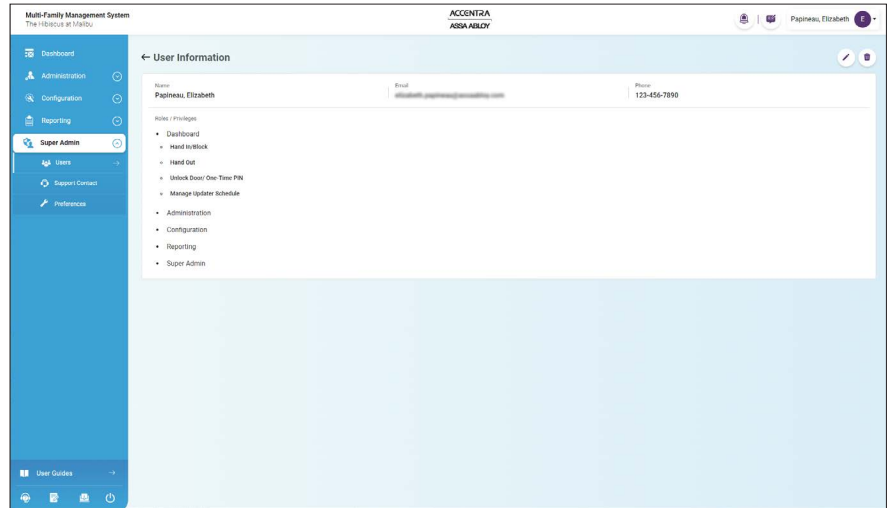 Multi-Family Management System
The Hibiscus at Malibu
ACCENTRA
ASSA ABLOY
Papineau, Elizabeth E
Dashboard
Administration
Configuration
Reporting
Super Admin
Users
Support Contact
Preferences
User Guides
← User Information
Name
Papineau, Elizabeth
Email
Phone
123-456-7890
Roles / Privileges
• Dashboard
Hand In/Block
Hand Out
Unlock Door/ One-Time PIN
Manage Updater Schedule
• Administration
• Configuration
• Reporting
• Super Admin